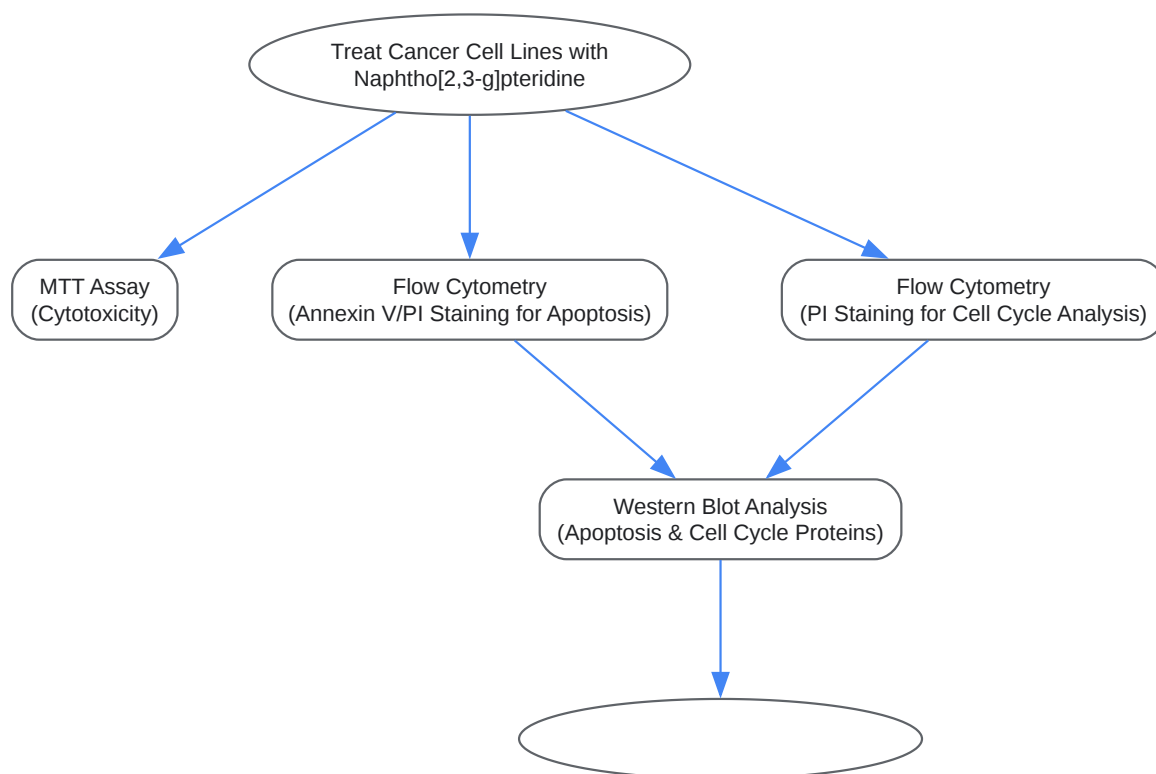 Treat Cancer Cell Lines with
Naphtho[2,3-g]pteridine
MTT Assay
(Cytotoxicity)
Flow Cytometry
(Annexin V/PI Staining for Apoptosis)
Flow Cytometry
(PI Staining for Cell Cycle Analysis)
Western Blot Analysis
(Apoptosis & Cell Cycle Proteins)